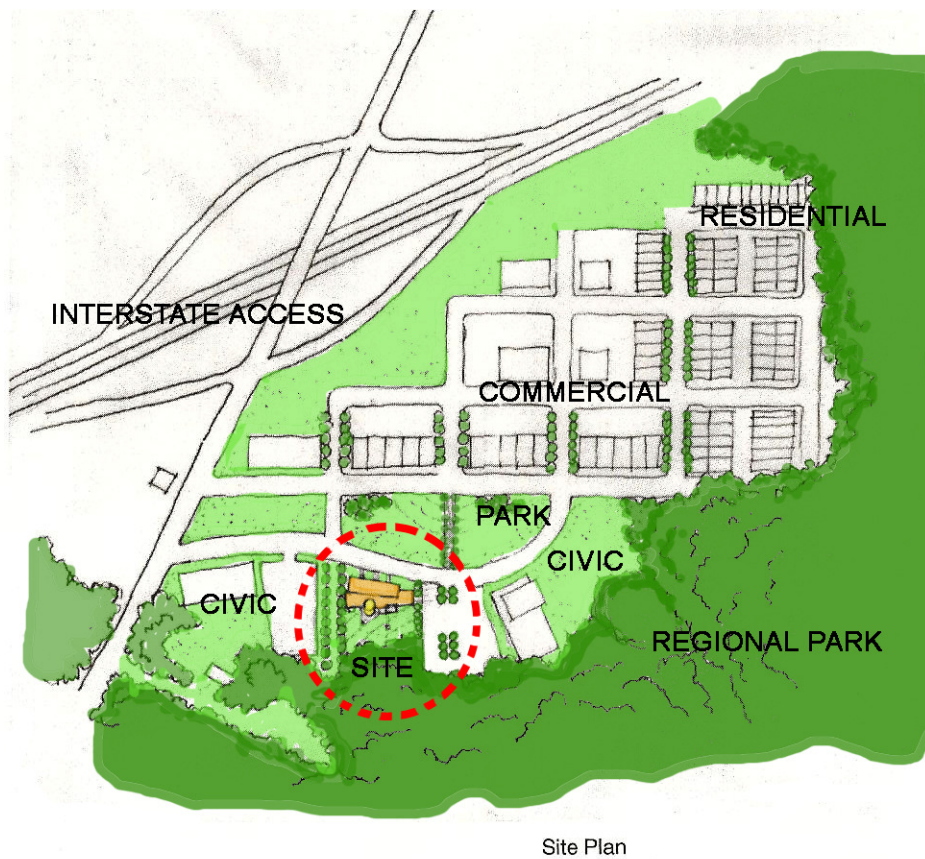 RESIDENTIAL
INTERSTATE ACCESS
COMMERCIAL
PARK
CIVIC
CIVIC
REGIONAL PARK
SITE
Site Plan